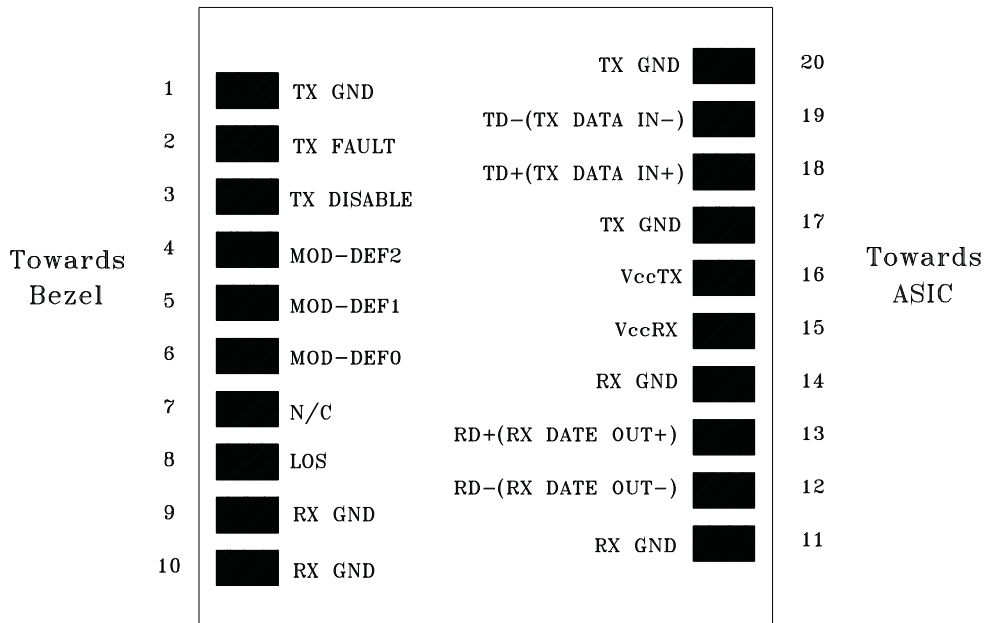 Towards
Bezel
1 TX GND
2 TX FAULT
3 TX DISABLE
4 MOD-DEF2
5 MOD-DEF1
6 MOD-DEF0
7 N/C
8 LOS
9 RX GND
10 RX GND
TX GND 20
TD-(TX DATA IN-) 19
TD+(TX DATA IN+) 18
TX GND 17
VccTX 16
VccRX 15
RX GND 14
RD+(RX DATE OUT+) 13
RD-(RX DATE OUT-) 12
RX GND 11
Towards
ASIC